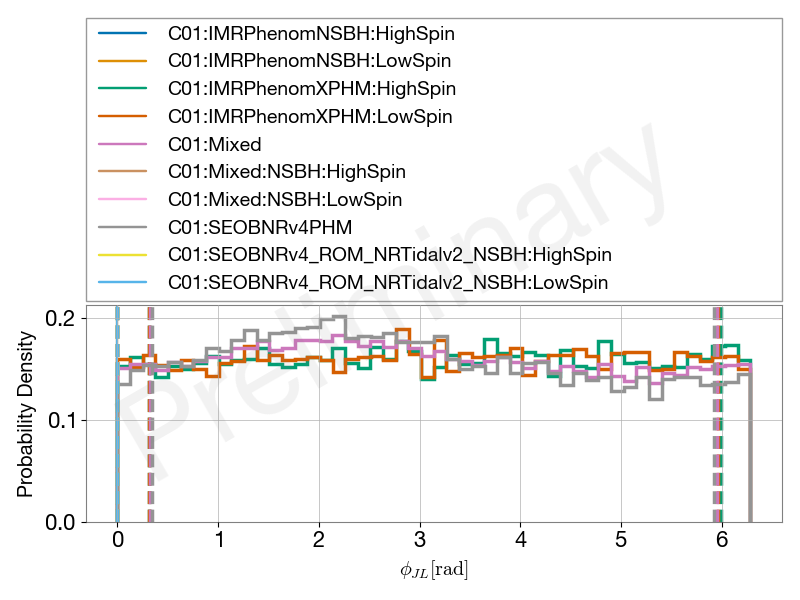 C01:IMRPhenomNSBH:HighSpin
C01:IMRPhenomNSBH:LowSpin
C01:IMRPhenomXPHM:HighSpin
C01:IMRPhenomXPHM:LowSpin
C01:Mixed
C01:Mixed:NSBH:HighSpin
C01:Mixed:NSBH:LowSpin
C01:SEOBNRv4PHM
C01:SEOBNRv4_ROM_NRTidalv2_NSBH:HighSpin
C01:SEOBNRv4_ROM_NRTidalv2_NSBH:LowSpin
Preliminary
Probability Density
0.2
0.1
0.0
0 1 2 3 4 5 6
ϕ_JL[rad]